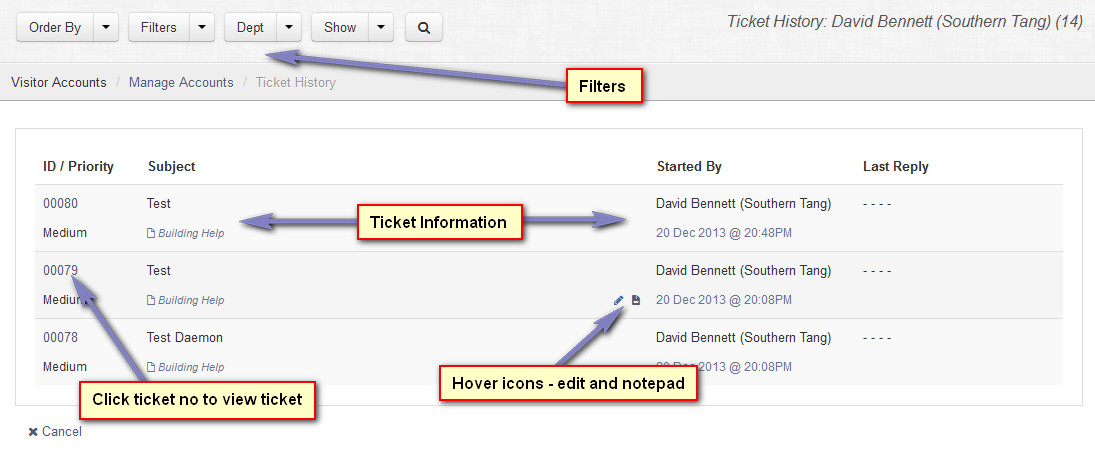 Order By Filters Dept Show Ticket History: David Bennett (Southern Tang) (14)
Filters
Visitor Accounts / Manage Accounts / Ticket History
ID / Priority Subject Started By Last Reply
00080 Test David Bennett (Southern Tang) - - - -
Ticket Information
Medium Building Help 20 Dec 2013 @ 20:48PM
00079 Test David Bennett (Southern Tang) - - - -
Medium Building Help 20 Dec 2013 @ 20:08PM
00078 Test Daemon David Bennett (Southern Tang) - - - -
Medium Building Help 20 Dec 2013 @ 20:08PM
Hover icons - edit and notepad
Click ticket no to view ticket
Cancel